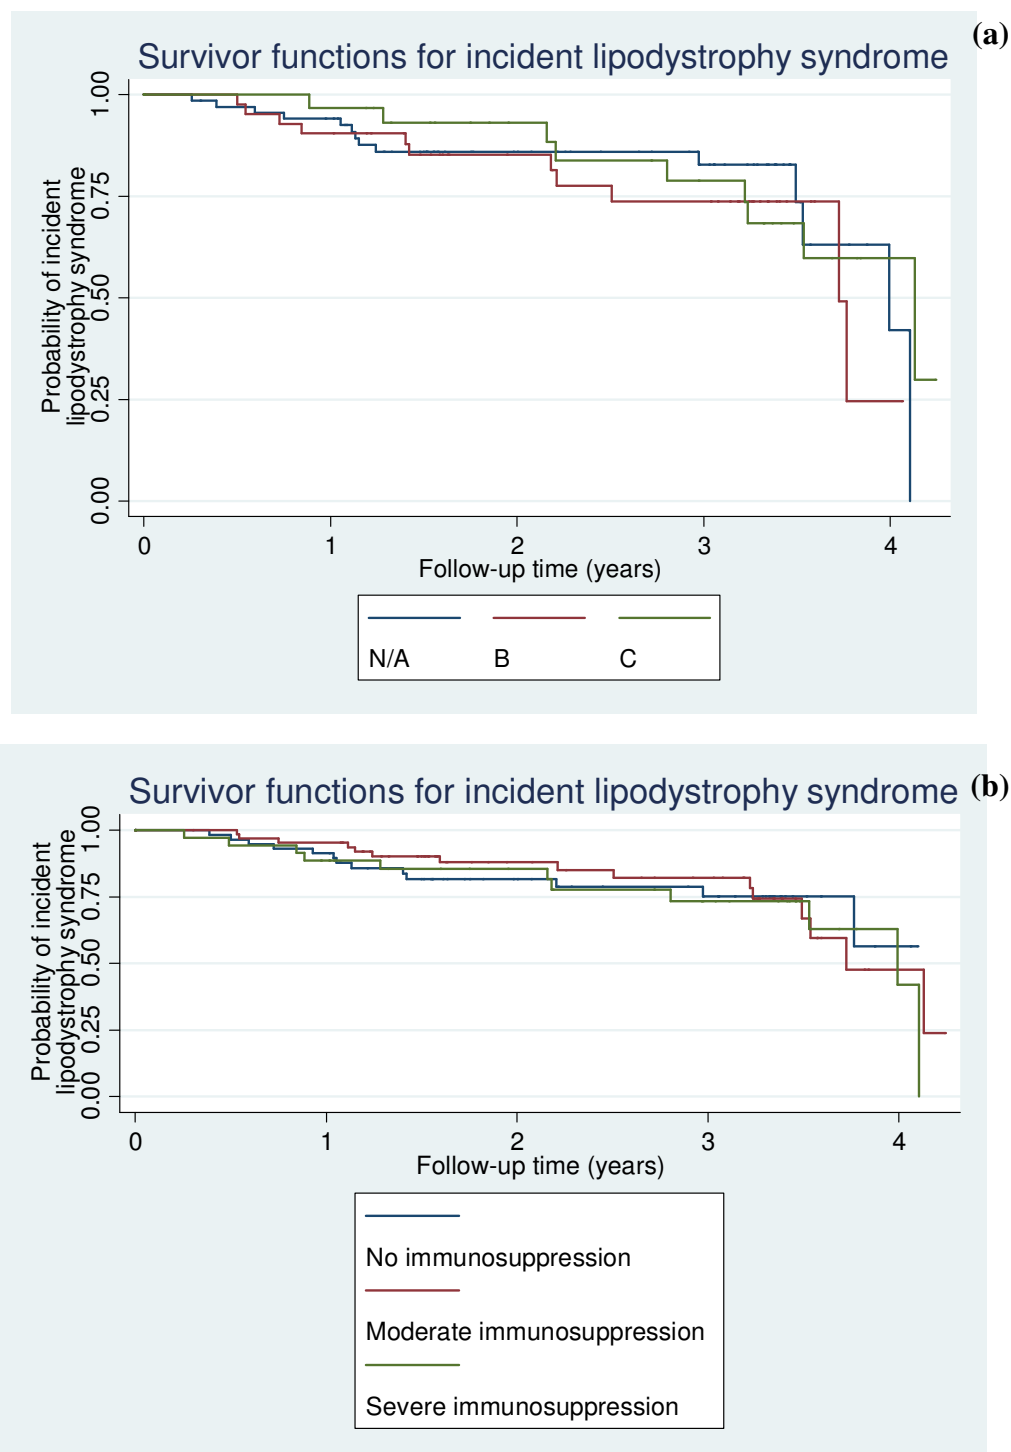 (a)
Survivor functions for incident lipodystrophy syndrome
Probability of incident
lipodystrophy syndrome
1.00
0.75
0.50
0.25
0.00
0 1 2 3 4
Follow-up time (years)
N/A B C
(b)
Survivor functions for incident lipodystrophy syndrome
Probability of incident
lipodystrophy syndrome
1.00
0.75
0.50
0.25
0.00
0 1 2 3 4
Follow-up time (years)
No immunosuppression
Moderate immunosuppression
Severe immunosuppression